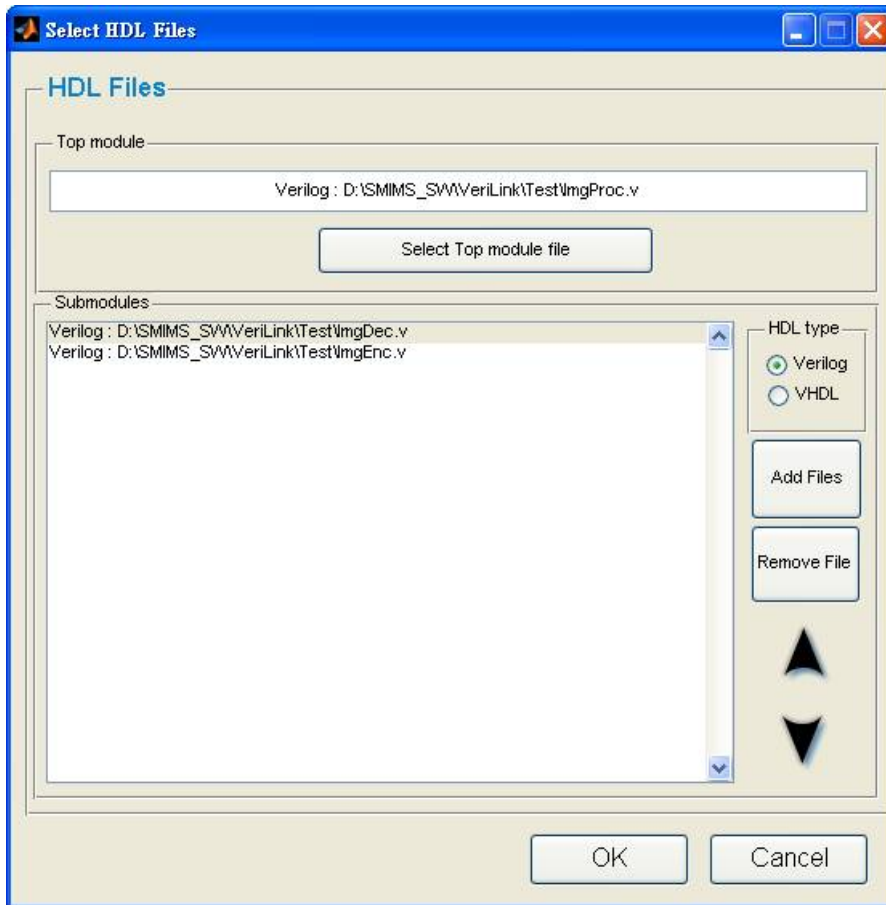 Select HDL Files
HDL Files
Top module
Verilog : D:\SMIMS_SW\VeriLink\Test\ImgProc.v
Select Top module file
Submodules
Verilog : D:\SMIMS_SW\VeriLink\Test\ImgDec.v
Verilog : D:\SMIMS_SW\VeriLink\Test\ImgEnc.v
HDL type
Verilog
VHDL
Add Files
Remove File
OK
Cancel